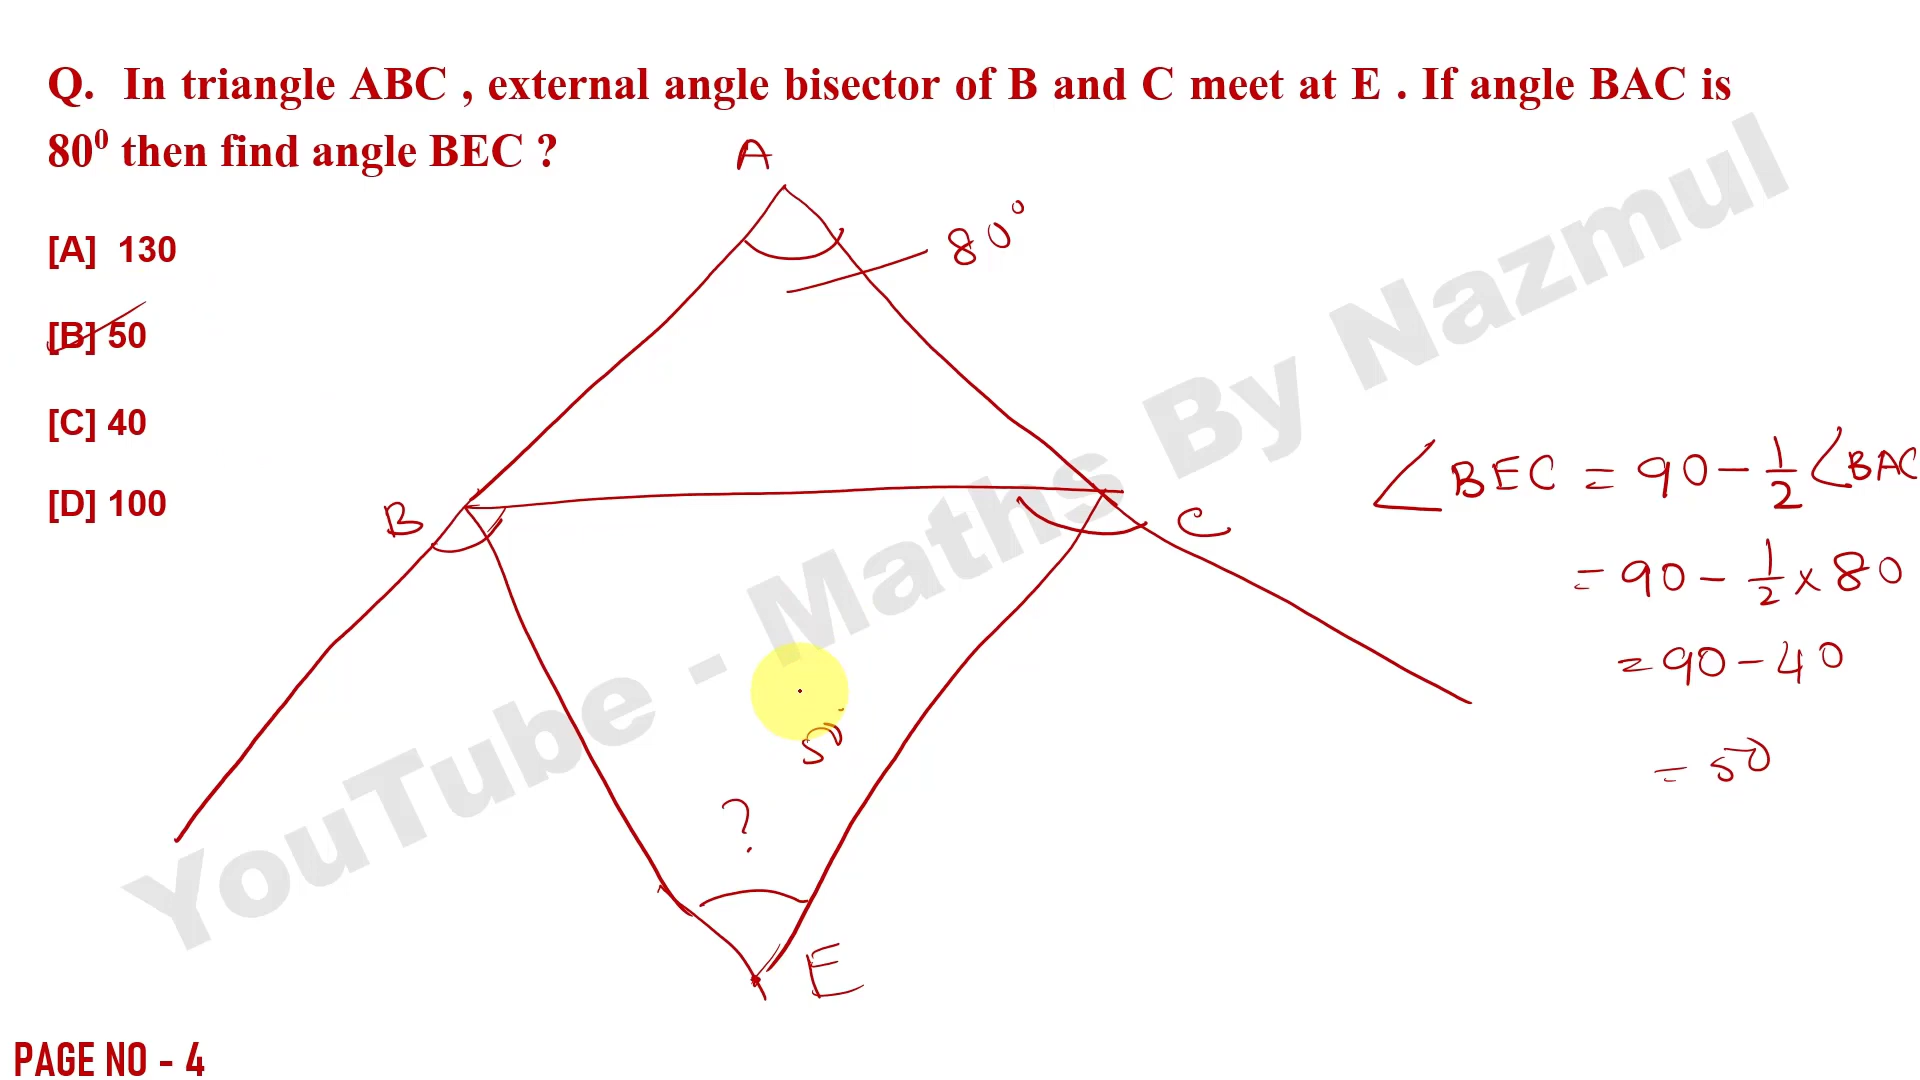 Q. In triangle ABC , external angle bisector of B and C meet at E . If angle BAC is
80⁰ then find angle BEC ?
[A] 130
[B] 50
[C] 40
[D] 100
A
80°
B
C
50
?
E
∠BEC = 90 - 1/2 ∠BAC
= 90 - 1/2 × 80
= 90 - 40
= 50
YouTube - Maths By Nazmul
PAGE NO - 4